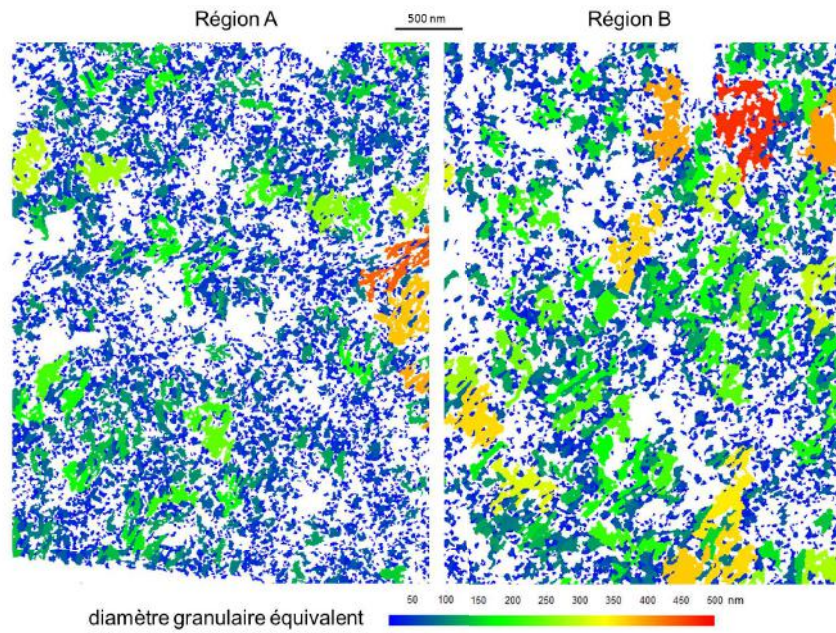 Région A
500 nm
Région B
50 100 150 200 250 300 350 400 450 500 nm
diamètre granulaire équivalent